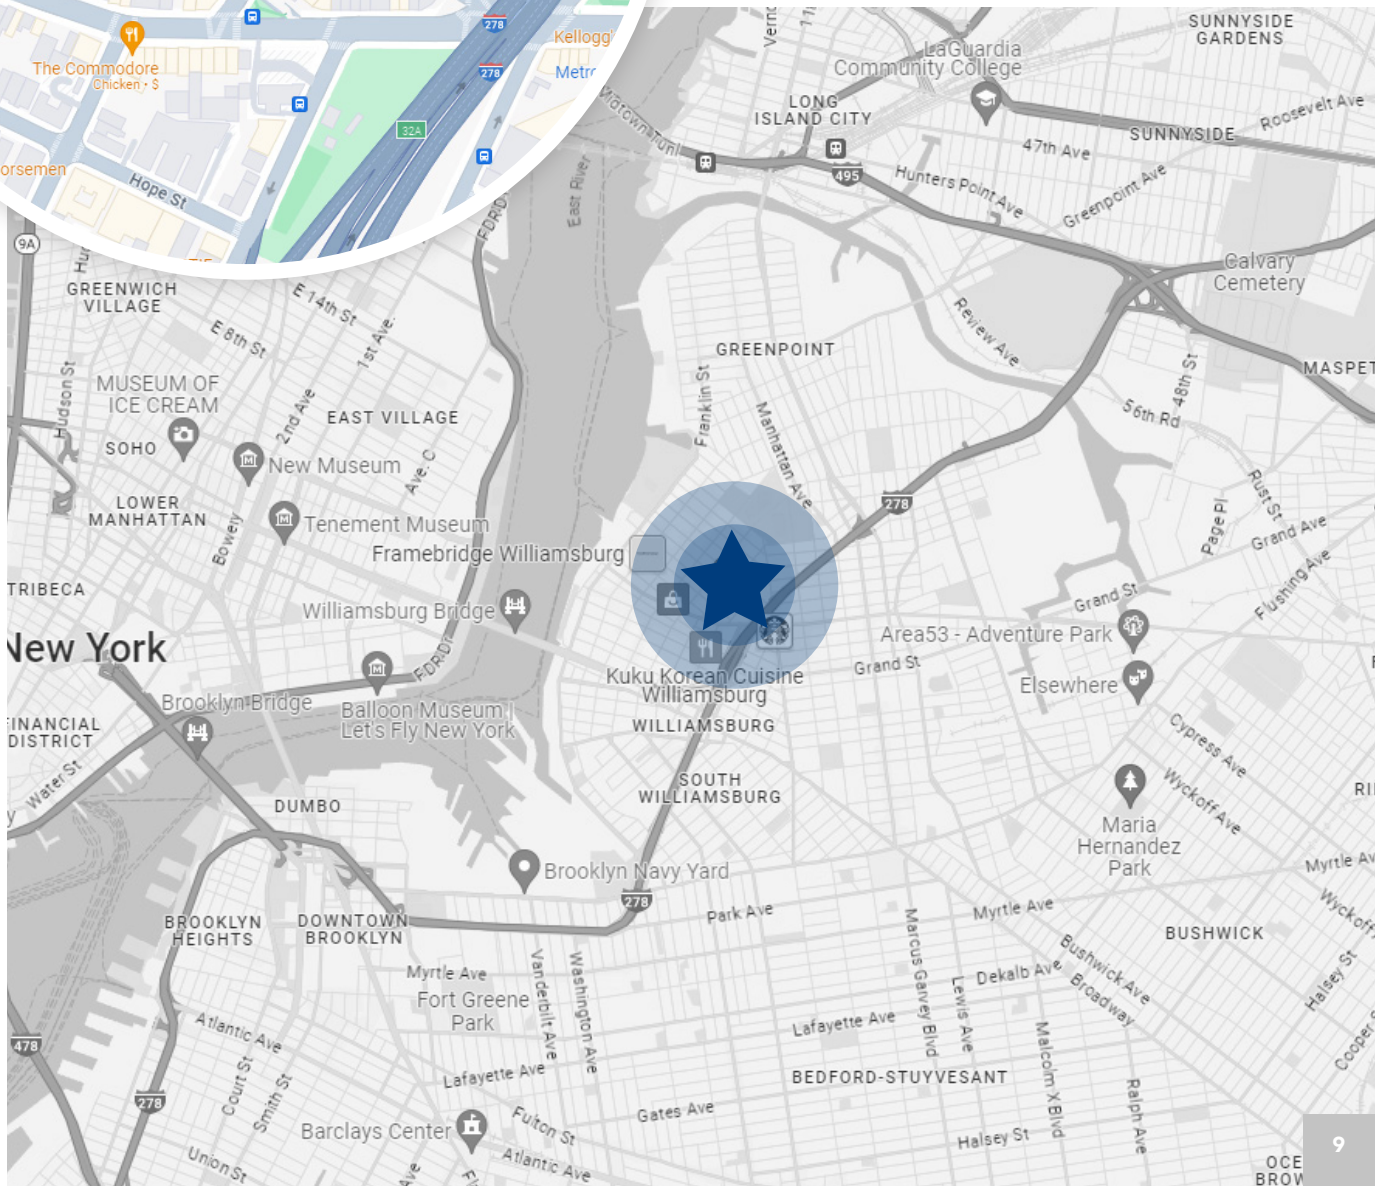 278
278
The Commodore
Chicken • $
32A
Hope St
Vernc
11
SUNNYSIDE
GARDENS
LaGuardia
Community College
LONG
ISLAND CITY
SUNNYSIDE
Roosevelt Ave
47th Ave
495
Hunters Point Ave
Greenpoint Ave
East River
FDR D
9A
GREENWICH
VILLAGE
E 14th St
E 8th St
1st Ave.
Calvary
Cemetery
Review Ave
GREENPOINT
MASPET
48th St
56th Rd
Hudson St
MUSEUM OF
ICE CREAM
2nd Ave
EAST VILLAGE
SOHO
New Museum
Ave. C
Franklin St
Manhattan Ave
278
Rust St
Page Pl
Grand Ave
Flushing Ave
LOWER
MANHATTAN
Bowery
Tenement Museum
Framebridge Williamsburg
TRIBECA
Williamsburg Bridge
Grand St
Area53 - Adventure Park
New York
FDR Dr
Kuku Korean Cuisine
Williamsburg
Grand St
Elsewhere
Brooklyn Bridge
Balloon Museum |
Let's Fly New York
WILLIAMSBURG
FINANCIAL
DISTRICT
Cypress Ave
Water St
SOUTH
WILLIAMSBURG
Wyckoff Ave
RI
DUMBO
Maria
Hernandez
Park
Brooklyn Navy Yard
Myrtle Av
278
Park Ave
Myrtle Ave
Wyckoff
BROOKLYN
HEIGHTS
DOWNTOWN
BROOKLYN
BUSHWICK
Marcus Garvey Blvd
Bushwick Ave
Broadway
Myrtle Ave
Vanderbilt Ave
Washington Ave
Dekalb Ave
Lewis Ave
Halsey St
Fort Greene
Park
Atlantic Ave
Lafayette Ave
Malcolm X Blvd
Cooper S
478
Lafayette Ave
BEDFORD-STUYVESANT
Court St
Smith St
278
Ralph Ave
Gates Ave
Fulton St
Barclays Center
Halsey St
9
Union St
Atlantic Ave
Ave
Fl
OCE
BROW